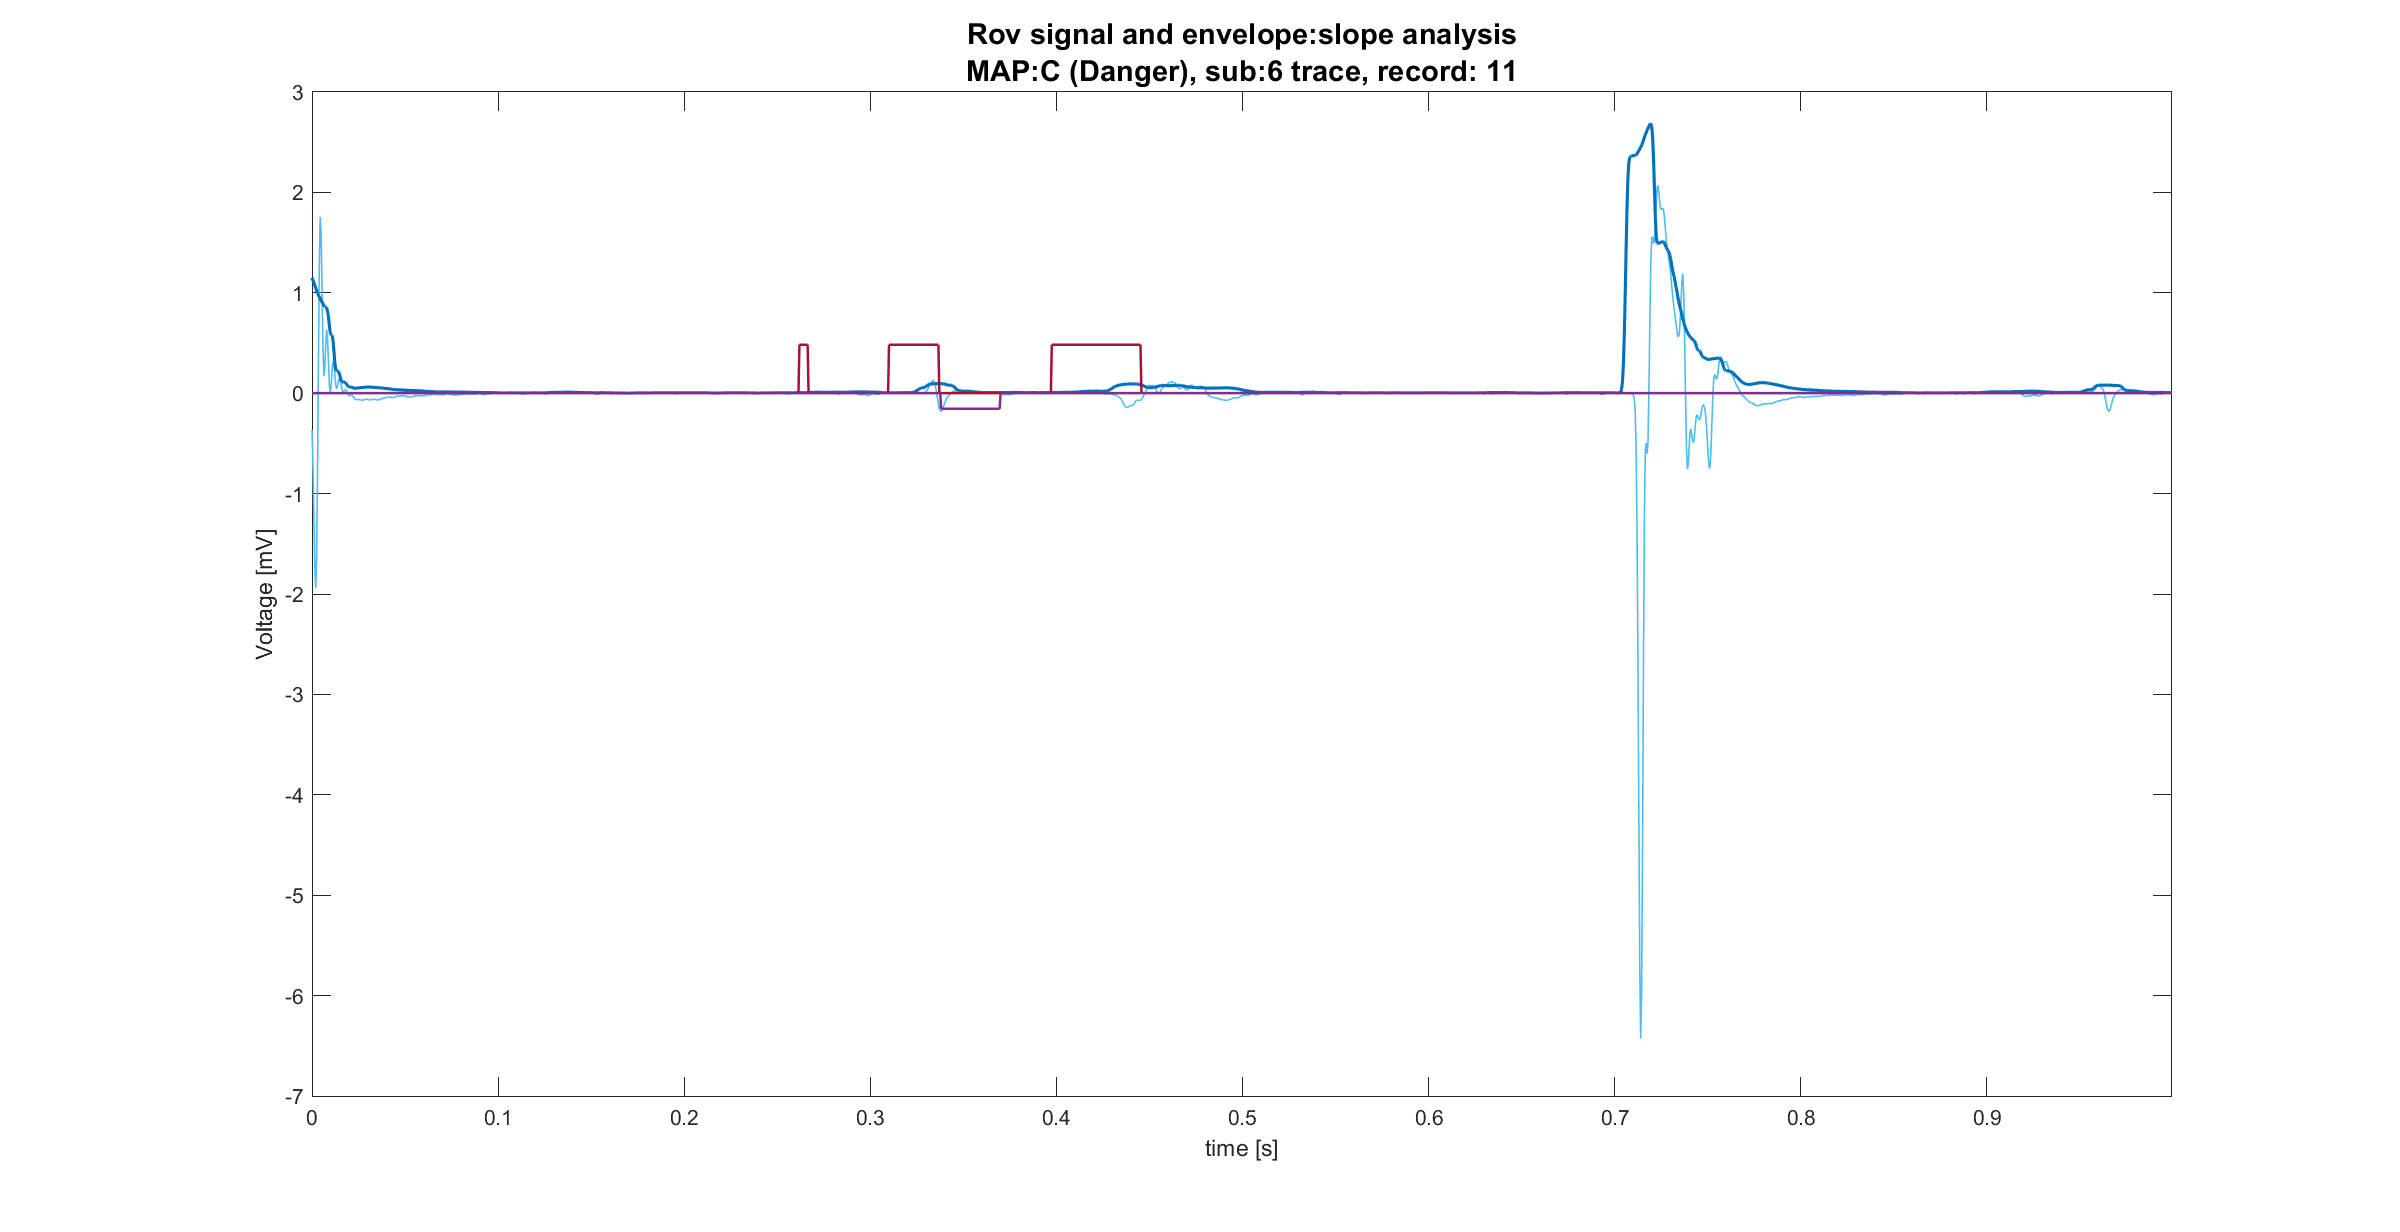 Rov signal and envelope:slope analysis
MAP:C (Danger), sub:6 trace, record: 11
3
2
1
0
-1
-2
-3
-4
-5
-6
-7
Voltage [mV]
0 0.1 0.2 0.3 0.4 0.5 0.6 0.7 0.8 0.9
time [s]